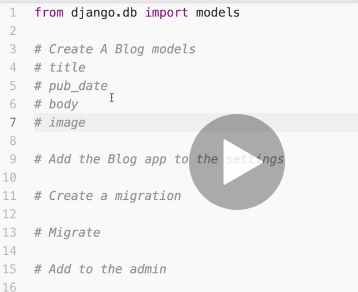 1 from django.db import models
2
3 # Create A Blog models
4 # title
5 # pub_date
6 # body
7 # image
8
9 # Add the Blog app to the settings
10
11 # Create a migration
12
13 # Migrate
14
15 # Add to the admin
16